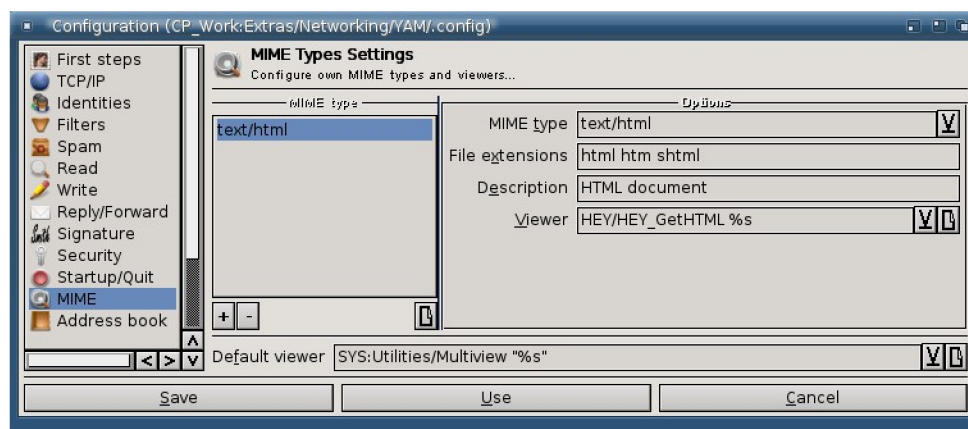 Configuration (CP_Work:Extras/Networking/YAM/.config)
First steps
TCP/IP
Identities
Filters
Spam
Read
Write
Reply/Forward
Signature
Security
Startup/Quit
MIME
Address book
MIME Types Settings
Configure own MIME types and viewers...
MIME type
text/html
+ -
Options
MIME type text/html
File extensions html htm shtml
Description HTML document
Viewer HEY/HEY_GetHTML %s
Default viewer SYS:Utilities/Multiview "%s"
Save Use Cancel